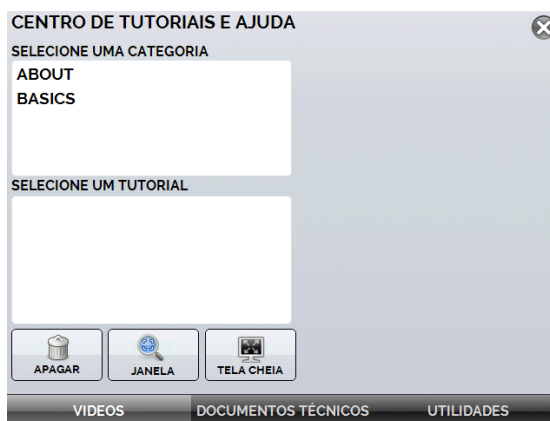 CENTRO DE TUTORIAIS E AJUDA
SELECIONE UMA CATEGORIA
ABOUT
BASICS
SELECIONE UM TUTORIAL
APAGAR
JANELA
TELA CHEIA
VIDEOS
DOCUMENTOS TÉCNICOS
UTILIDADES